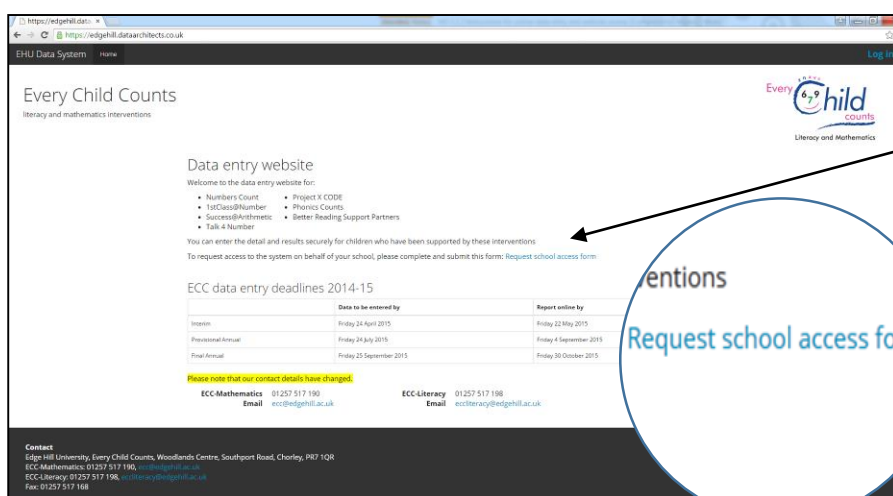 https://edgehill.data
https://edgehill.dataarchitects.co.uk
EHU Data System Home Log in
Every Child Counts
literacy and mathematics interventions
Every Child
counts
Literacy and Mathematics
Data entry website
Welcome to the data entry website for:
• Numbers Count • Project X CODE
• 1stClass@Number • Phonics Counts
• Success@Arithmetic • Better Reading Support Partners
• Talk 4 Number
You can enter the detail and results securely for children who have been supported by these interventions
To request access to the system on behalf of your school, please complete and submit this form: Request school access form
ventions
Request school access fo
ECC data entry deadlines 2014-15
Data to be entered by Report online by
Interim Friday 24 April 2015 Friday 22 May 2015
Provisional Annual Friday 24 July 2015 Friday 4 September 2015
Final Annual Friday 25 September 2015 Friday 30 October 2015
Please note that our contact details have changed.
ECC-Mathematics 01257 517 190 ECC-Literacy 01257 517 198
Email ecc@edgehill.ac.uk Email eccliteracy@edgehill.ac.uk
Contact
Edge Hill University, Every Child Counts, Woodlands Centre, Southport Road, Chorley, PR7 1QR
ECC-Mathematics: 01257 517 190, ecc@edgehill.ac.uk
ECC-Literacy: 01257 517 198, eccliteracy@edgehill.ac.uk
Fax: 01257 517 168